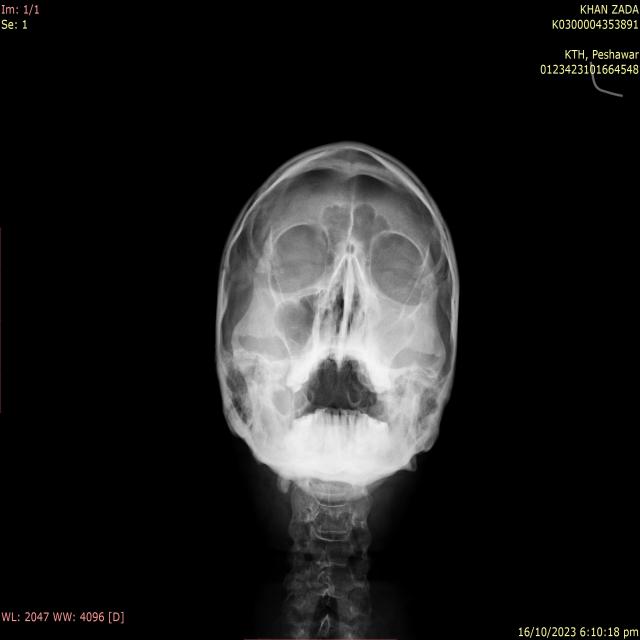 Im: 1/1
Se: 1
KHAN ZADA
K0300004353891
KTH, Peshawar
0123423101664548
WL: 2047 WW: 4096 [D]
16/10/2023 6:10:18 pm